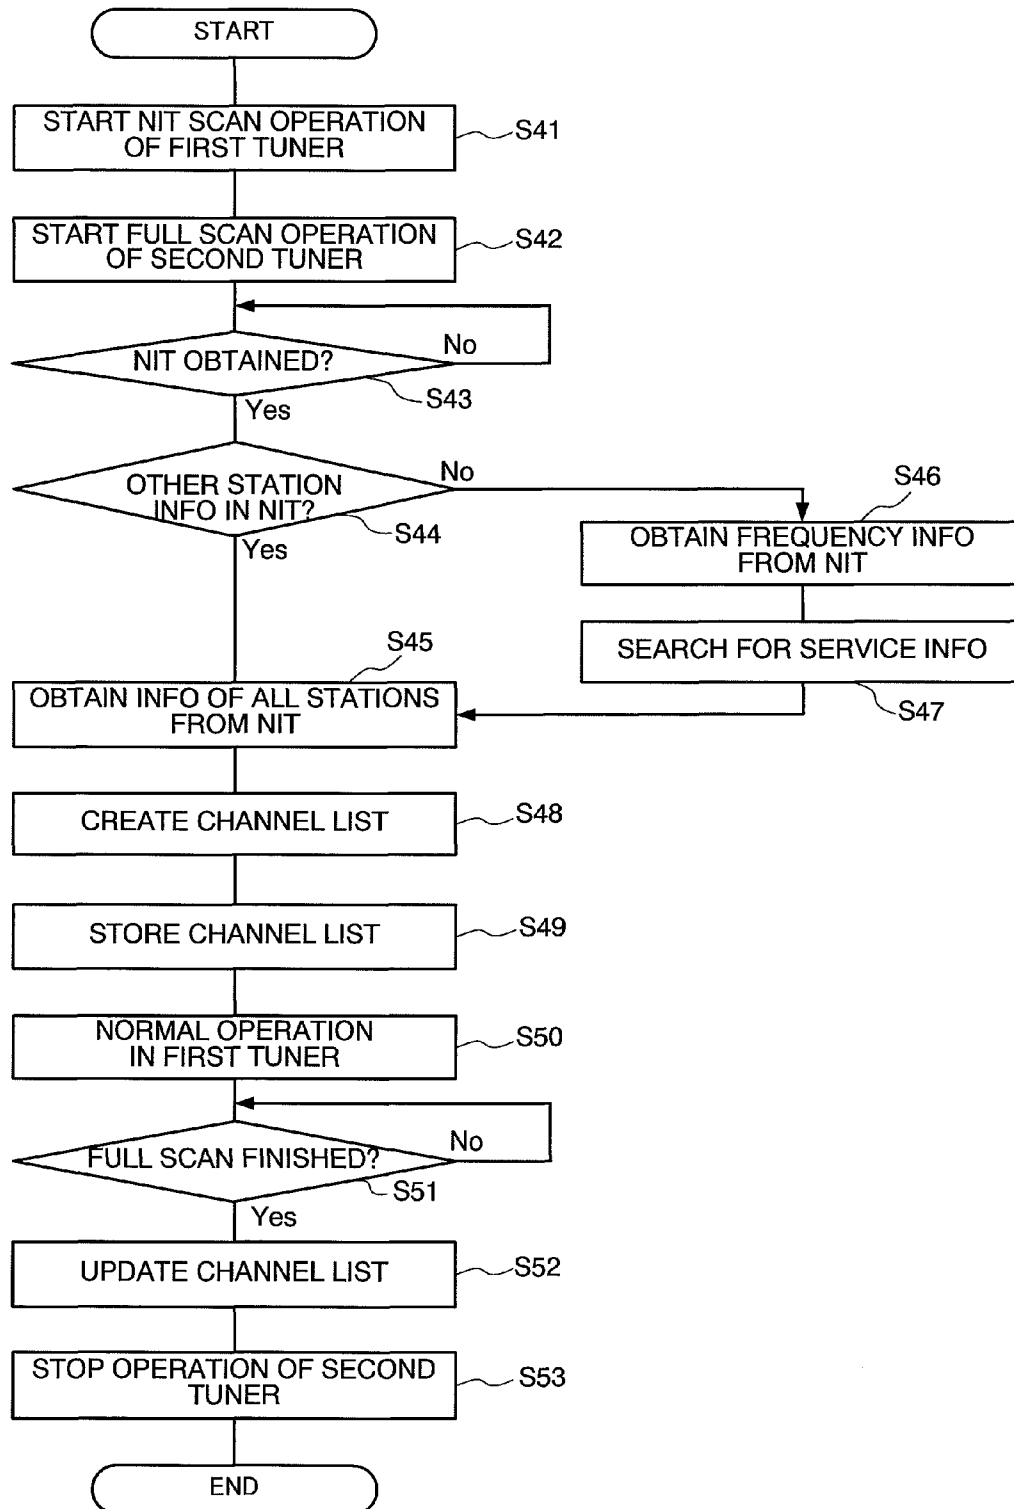 START
START NIT SCAN OPERATION
OF FIRST TUNER
S41
START FULL SCAN OPERATION
OF SECOND TUNER
S42
NIT OBTAINED?
No
S43
Yes
OTHER STATION
INFO IN NIT?
No
S44
Yes
S46
OBTAIN FREQUENCY INFO
FROM NIT
SEARCH FOR SERVICE INFO
S47
S45
OBTAIN INFO OF ALL STATIONS
FROM NIT
CREATE CHANNEL LIST
S48
STORE CHANNEL LIST
S49
NORMAL OPERATION
IN FIRST TUNER
S50
FULL SCAN FINISHED?
No
S51
Yes
UPDATE CHANNEL LIST
S52
STOP OPERATION OF SECOND
TUNER
S53
END